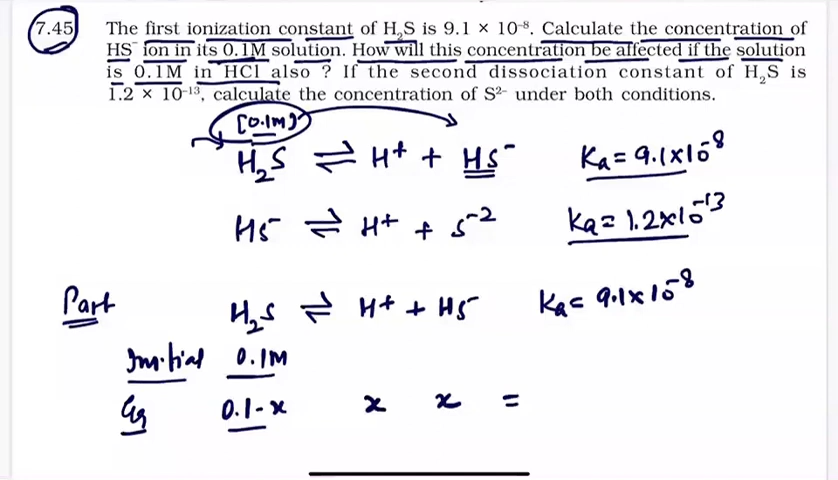 7.45 The first ionization constant of H₂S is 9.1 × 10⁻⁸. Calculate the concentration of
HS⁻ ion in its 0.1M solution. How will this concentration be affected if the solution
is 0.1M in HCl also ? If the second dissociation constant of H₂S is
1.2 × 10⁻¹³, calculate the concentration of S²⁻ under both conditions.
[0.1M]
H₂S ⇌ H⁺ + HS⁻ Ka = 9.1×10⁻⁸
HS⁻ ⇌ H⁺ + S⁻² Ka = 1.2×10⁻¹³
Part H₂S ⇌ H⁺ + HS⁻ Ka = 9.1×10⁻⁸
Initial 0.1M
Eq 0.1-x x x =